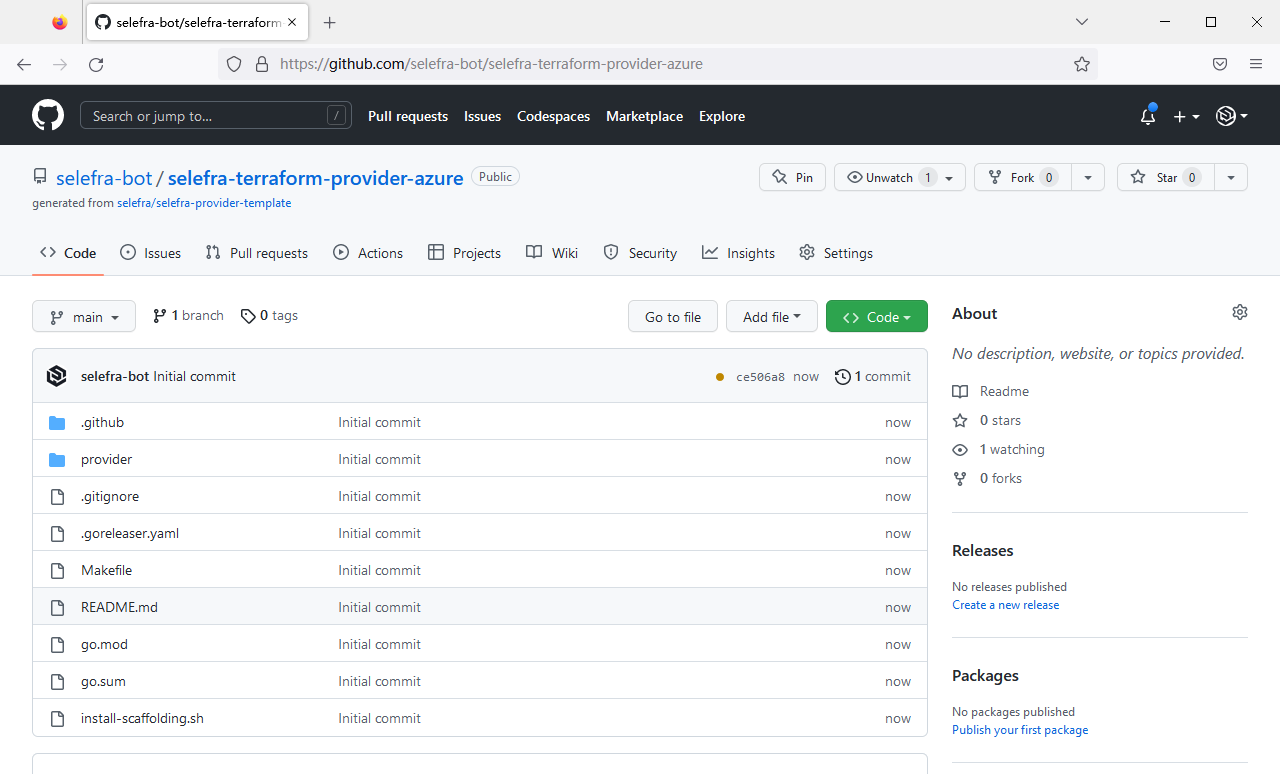 selefra-bot/selefra-terraform-
https://github.com/selefra-bot/selefra-terraform-provider-azure
Search or jump to... / Pull requests Issues Codespaces Marketplace Explore
selefra-bot / selefra-terraform-provider-azure Public Pin Unwatch 1 Fork 0 Star 0
generated from selefra/selefra-provider-template
Code Issues Pull requests Actions Projects Wiki Security Insights Settings
main 1 branch 0 tags Go to file Add file Code
selefra-bot Initial commit ce506a8 now 1 commit
.github Initial commit now
provider Initial commit now
.gitignore Initial commit now
.goreleaser.yaml Initial commit now
Makefile Initial commit now
README.md Initial commit now
go.mod Initial commit now
go.sum Initial commit now
install-scaffolding.sh Initial commit now
About
No description, website, or topics provided.
Readme
0 stars
1 watching
0 forks
Releases
No releases published
Create a new release
Packages
No packages published
Publish your first package